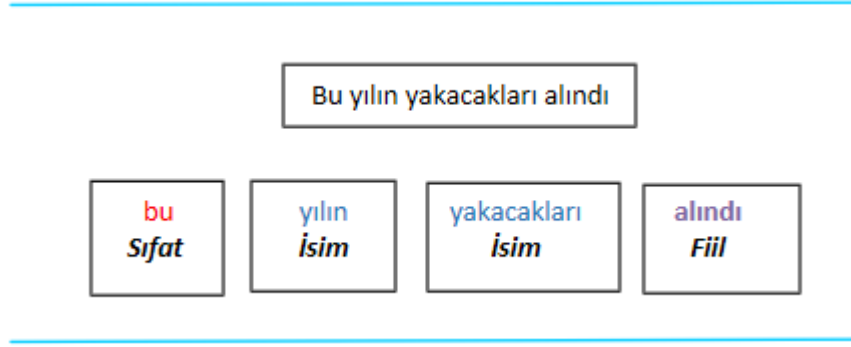 Bu yılın yakacakları alındı
bu
Sıfat
yılın
İsim
yakacakları
İsim
alındı
Fiil